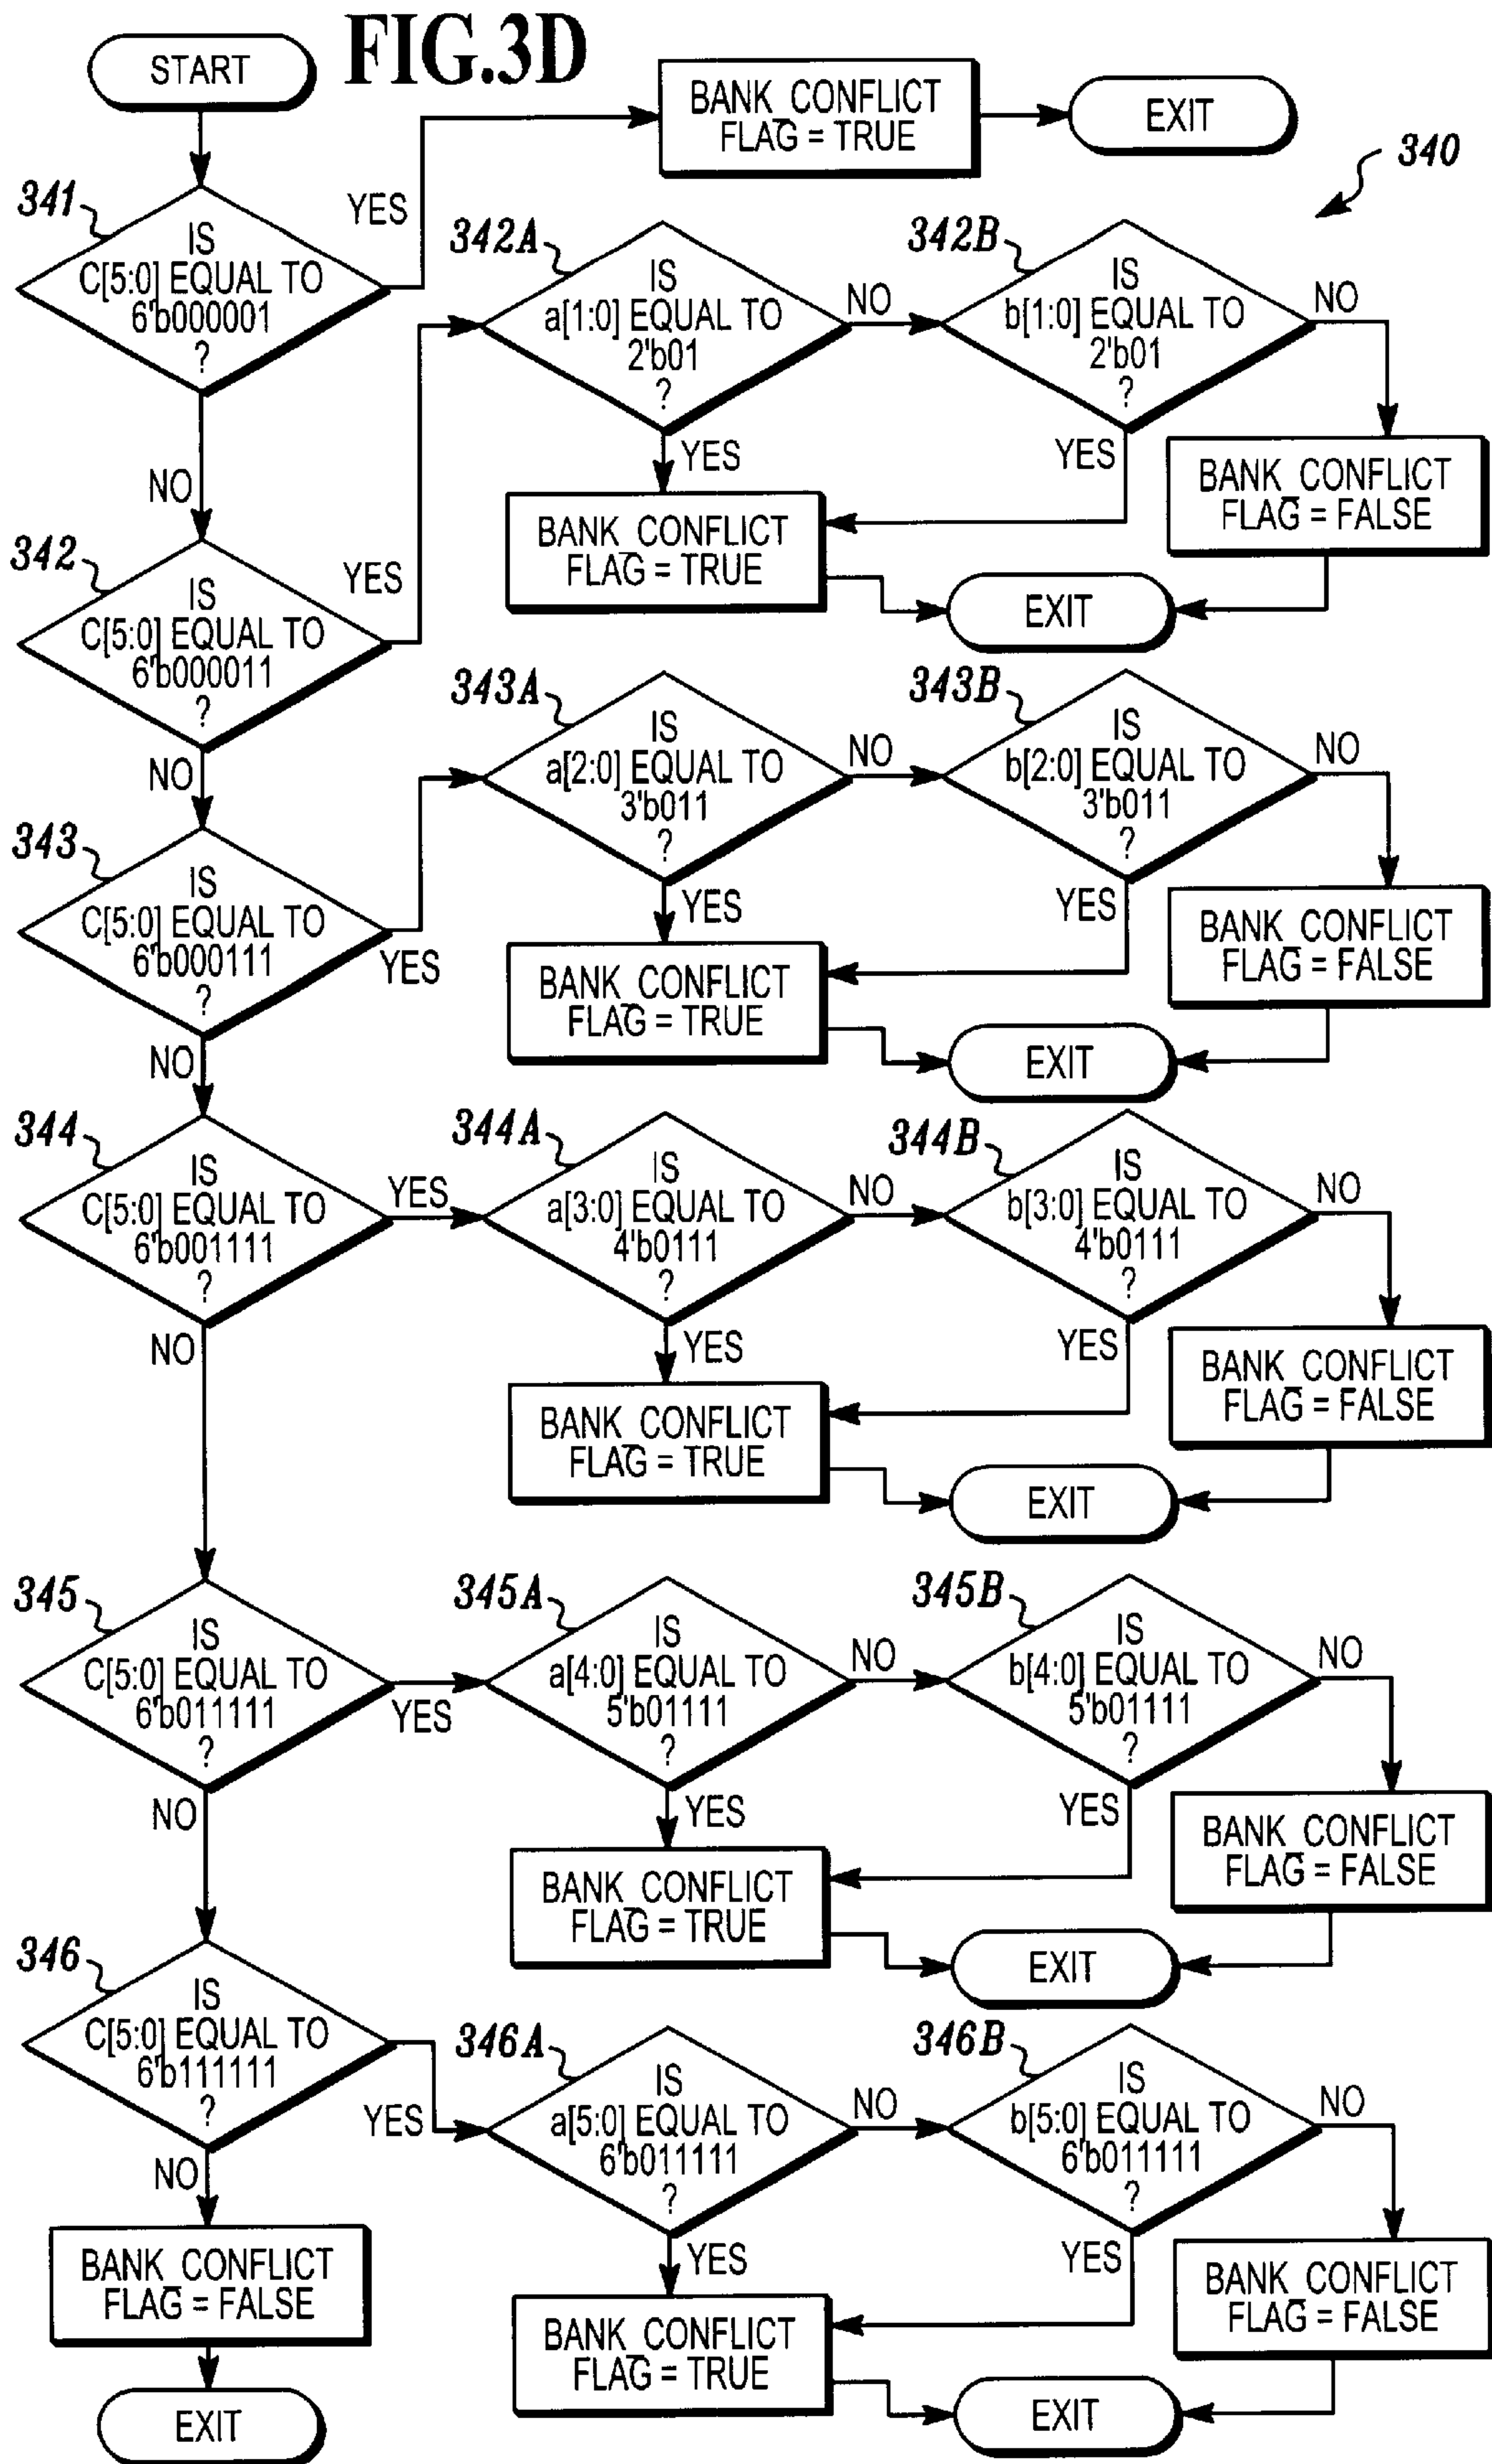 FIG.3D
START
BANK_CONFLICT
FLAG = TRUE
EXIT
340
341
IS
C[5:0] EQUAL TO
6'b000001
?
YES
NO
342
IS
C[5:0] EQUAL TO
6'b000011
?
YES
NO
342A
IS
a[1:0] EQUAL TO
2'b01
?
NO
YES
342B
IS
b[1:0] EQUAL TO
2'b01
?
NO
YES
BANK_CONFLICT
FLAG = TRUE
BANK_CONFLICT
FLAG = FALSE
EXIT
343
IS
C[5:0] EQUAL TO
6'b000111
?
YES
NO
343A
IS
a[2:0] EQUAL TO
3'b011
?
NO
YES
343B
IS
b[2:0] EQUAL TO
3'b011
?
NO
YES
BANK_CONFLICT
FLAG = TRUE
BANK_CONFLICT
FLAG = FALSE
EXIT
344
IS
C[5:0] EQUAL TO
6'b001111
?
YES
NO
344A
IS
a[3:0] EQUAL TO
4'b0111
?
NO
YES
344B
IS
b[3:0] EQUAL TO
4'b0111
?
NO
YES
BANK_CONFLICT
FLAG = TRUE
BANK_CONFLICT
FLAG = FALSE
EXIT
345
IS
C[5:0] EQUAL TO
6'b011111
?
YES
NO
345A
IS
a[4:0] EQUAL TO
5'b01111
?
NO
YES
345B
IS
b[4:0] EQUAL TO
5'b01111
?
NO
YES
BANK_CONFLICT
FLAG = TRUE
BANK_CONFLICT
FLAG = FALSE
EXIT
346
IS
C[5:0] EQUAL TO
6'b111111
?
YES
NO
346A
IS
a[5:0] EQUAL TO
6'b011111
?
NO
YES
346B
IS
b[5:0] EQUAL TO
6'b011111
?
NO
YES
BANK_CONFLICT
FLAG = FALSE
EXIT
BANK_CONFLICT
FLAG = TRUE
BANK_CONFLICT
FLAG = FALSE
EXIT